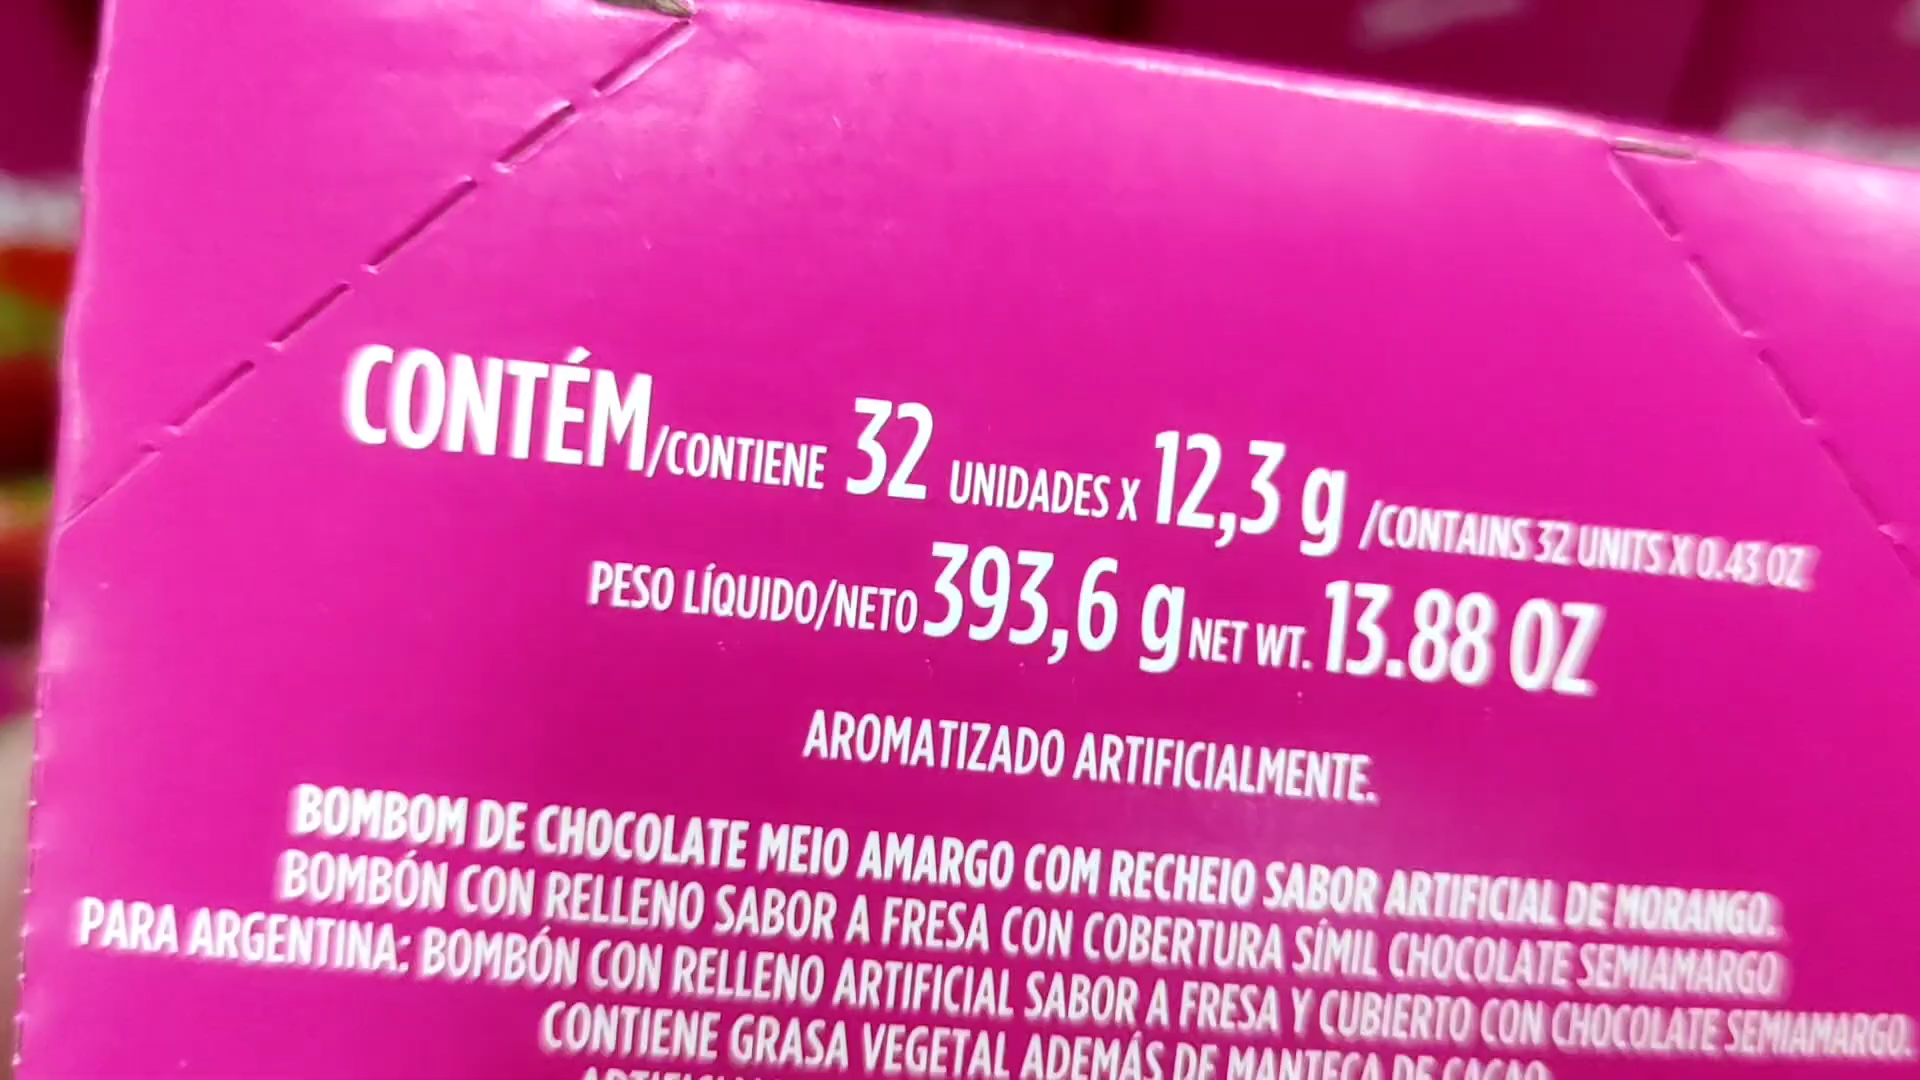 CONTÉM/CONTIENE 32 UNIDADES X 12,3 g /CONTAINS 32 UNITS X 0.43 OZ
PESO LÍQUIDO/NETO 393,6 g NET WT. 13.88 OZ
AROMATIZADO ARTIFICIALMENTE.
BOMBOM DE CHOCOLATE MEIO AMARGO COM RECHEIO SABOR ARTIFICIAL DE MORANGO.
BOMBÓN CON RELLENO SABOR A FRESA CON COBERTURA SÍMIL CHOCOLATE SEMIAMARGO
PARA ARGENTINA: BOMBÓN CON RELLENO ARTIFICIAL SABOR A FRESA Y CUBIERTO CON CHOCOLATE SEMIAMARGO.
CONTIENE GRASA VEGETAL ADEMÁS DE MANTECA DE CACAO